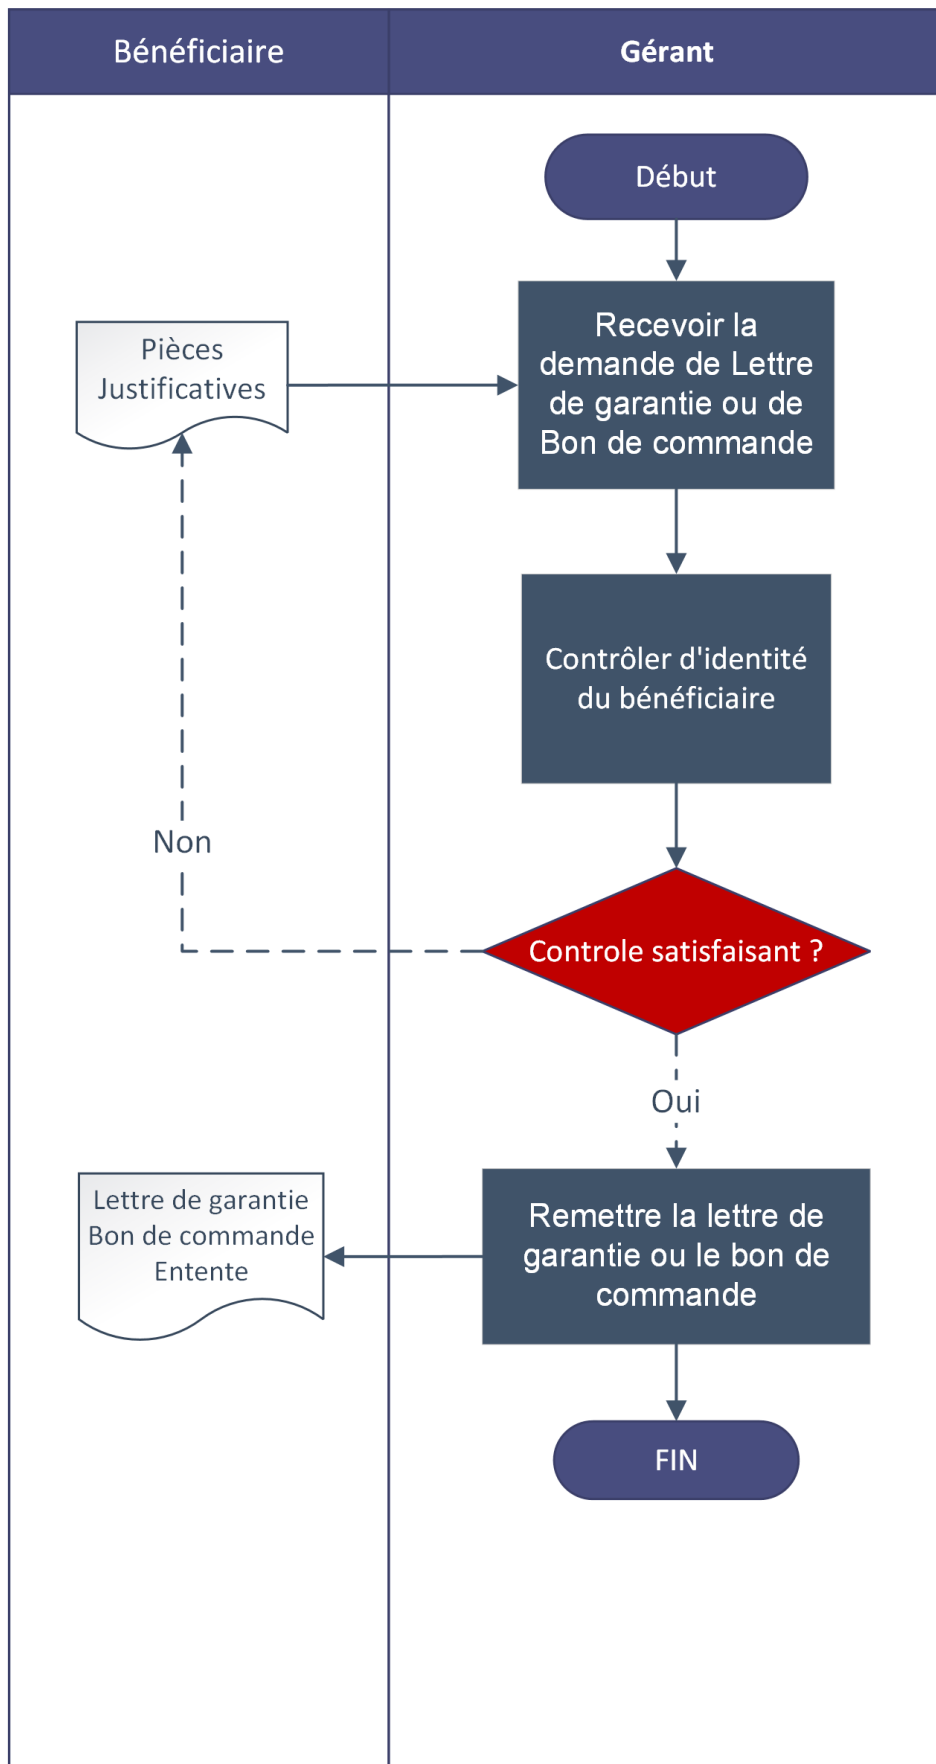 Bénéficiaire
Gérant
Début
Recevoir la
demande de Lettre
de garantie ou de
Bon de commande
Pièces
Justificatives
Contrôler d'identité
du bénéficiaire
Non
Controle satisfaisant ?
Oui
Lettre de garantie
Bon de commande
Entente
Remettre la lettre de
garantie ou le bon de
commande
FIN